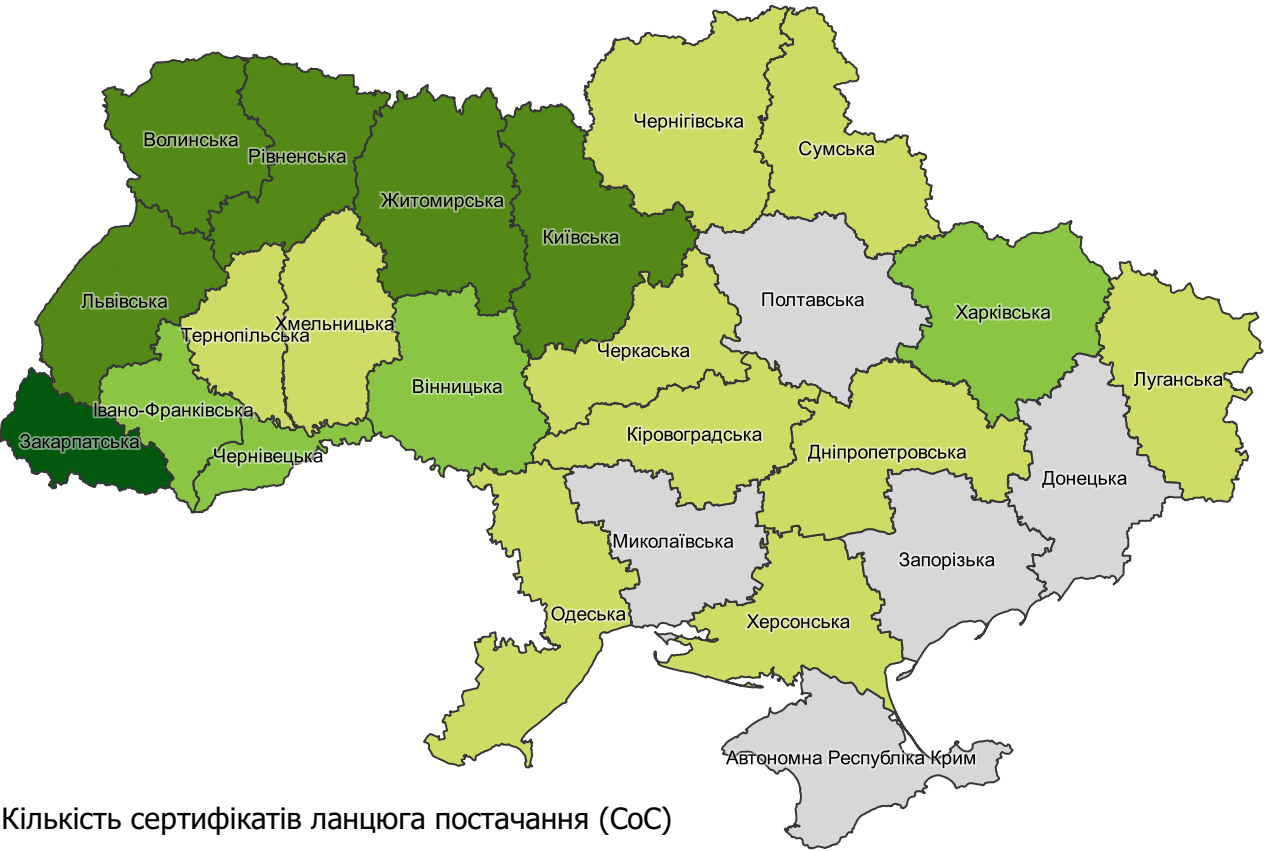 Чернігівська
Волинська
Сумська
Рівненська
Житомирська
Київська
Львівська
Полтавська
Харківська
Хмельницька
Тернопільська
Черкаська
Луганська
Вінницька
Івано-Франківська
Кіровоградська
Закарпатська
Чернівецька
Дніпропетровська
Донецька
Миколаївська
Запорізька
Одеська
Херсонська
Автономна Республіка Крим
Кількість сертифікатів ланцюга постачання (CoC)